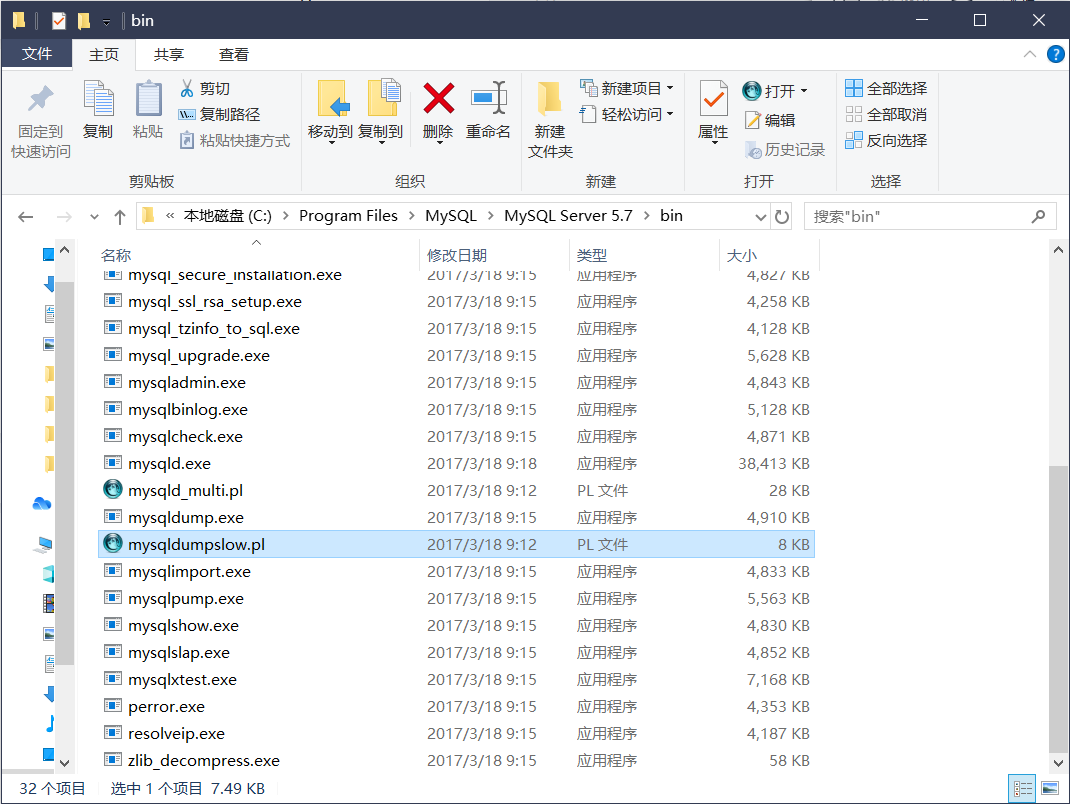 bin
文件 主页 共享 查看
固定到
快速访问
复制
粘贴
剪切
复制路径
粘贴快捷方式
剪贴板
移动到
复制到
删除
重命名
组织
新建
文件夹
新建项目
轻松访问
新建
属性
打开
编辑
历史记录
打开
全部选择
全部取消
反向选择
选择
« 本地磁盘 (C:) > Program Files > MySQL > MySQL Server 5.7 > bin
搜索"bin"
名称 修改日期 类型 大小
mysql_secure_installation.exe 2017/3/18 9:15 应用程序 4,827 KB
mysql_ssl_rsa_setup.exe 2017/3/18 9:15 应用程序 4,258 KB
mysql_tzinfo_to_sql.exe 2017/3/18 9:15 应用程序 4,128 KB
mysql_upgrade.exe 2017/3/18 9:15 应用程序 5,628 KB
mysqladmin.exe 2017/3/18 9:15 应用程序 4,843 KB
mysqlbinlog.exe 2017/3/18 9:15 应用程序 5,128 KB
mysqlcheck.exe 2017/3/18 9:15 应用程序 4,871 KB
mysqld.exe 2017/3/18 9:18 应用程序 38,413 KB
mysqld_multi.pl 2017/3/18 9:12 PL 文件 28 KB
mysqldump.exe 2017/3/18 9:15 应用程序 4,910 KB
mysqldumpslow.pl 2017/3/18 9:12 PL 文件 8 KB
mysqlimport.exe 2017/3/18 9:15 应用程序 4,833 KB
mysqlpump.exe 2017/3/18 9:15 应用程序 5,563 KB
mysqlshow.exe 2017/3/18 9:15 应用程序 4,830 KB
mysqlslap.exe 2017/3/18 9:15 应用程序 4,852 KB
mysqlxtest.exe 2017/3/18 9:15 应用程序 7,168 KB
perror.exe 2017/3/18 9:15 应用程序 4,353 KB
resolveip.exe 2017/3/18 9:15 应用程序 4,187 KB
zlib_decompress.exe 2017/3/18 9:15 应用程序 58 KB
32 个项目 选中 1 个项目 7.49 KB